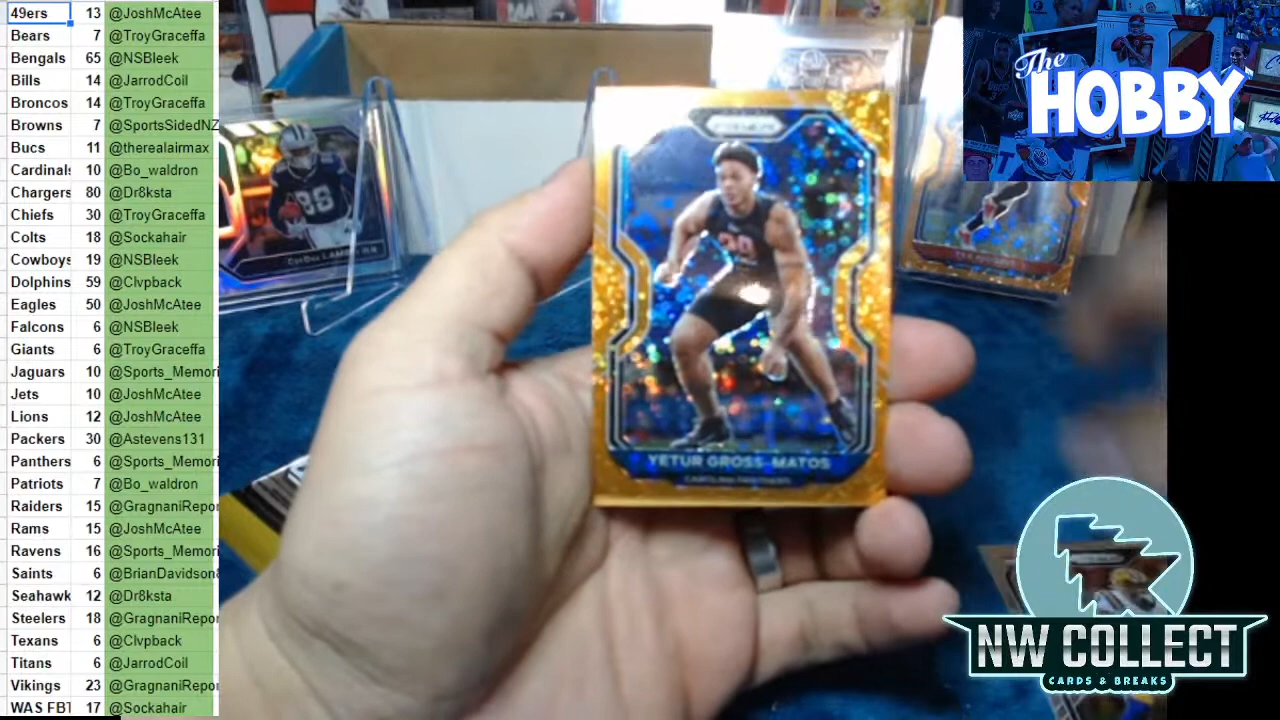 49ers 13 @JoshMcAtee
Bears 7 @TroyGraceffa
Bengals 65 @NSBleek
Bills 14 @JarrodCoil
Broncos 14 @TroyGraceffa
Browns 7 @SportsSidedNZ
Bucs 11 @therealairmax
Cardinals 10 @Bo_waldron
Chargers 80 @Dr8ksta
Chiefs 30 @TroyGraceffa
Colts 18 @Sockahair
Cowboys 19 @NSBleek
Dolphins 59 @Clvpback
Eagles 50 @JoshMcAtee
Falcons 6 @NSBleek
Giants 6 @TroyGraceffa
Jaguars 10 @Sports_Memori
Jets 10 @JoshMcAtee
Lions 12 @JoshMcAtee
Packers 30 @Astevens131
Panthers 6 @Sports_Memori
Patriots 7 @Bo_waldron
Raiders 15 @GragnaniRepor
Rams 15 @JoshMcAtee
Ravens 16 @Sports_Memori
Saints 6 @BrianDavidson
Seahawk 12 @Dr8ksta
Steelers 18 @GragnaniRepor
Texans 6 @Clvpback
Titans 6 @JarrodCoil
Vikings 23 @GragnaniRepor
WAS FBT 17 @Sockahair
The
HOBBY
88
CeeDee LAMB
PRIZM
YETUR GROSS-MATOS
CAROLINA PANTHERS
NW COLLECT
CARDS & BREAKS